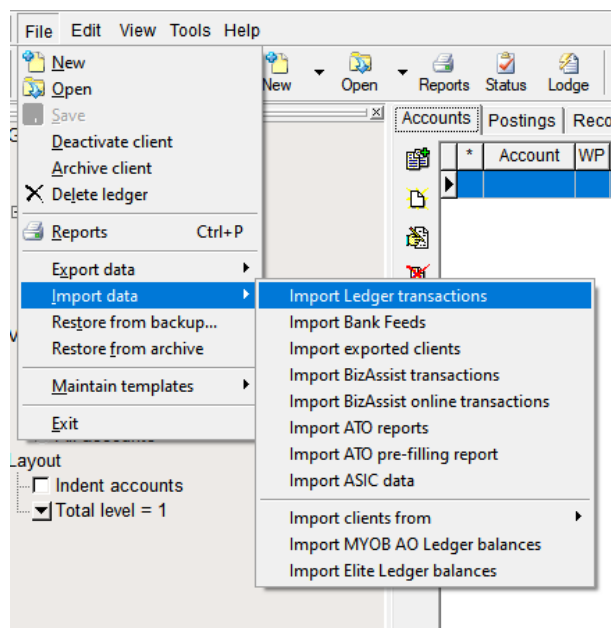 File Edit View Tools Help
New Open Reports Status Lodge
New
Open
Save
Deactivate client
Archive client
Delete ledger
Reports Ctrl+P
Export data
Import data
Restore from backup...
Restore from archive
Maintain templates
Exit
Accounts Postings Reco
* Account WP
Import Ledger transactions
Import Bank Feeds
Import exported clients
Import BizAssist transactions
Import BizAssist online transactions
Import ATO reports
Import ATO pre-filling report
Import ASIC data
Import clients from
Import MYOB AO Ledger balances
Import Elite Ledger balances
Layout
Indent accounts
Total level = 1